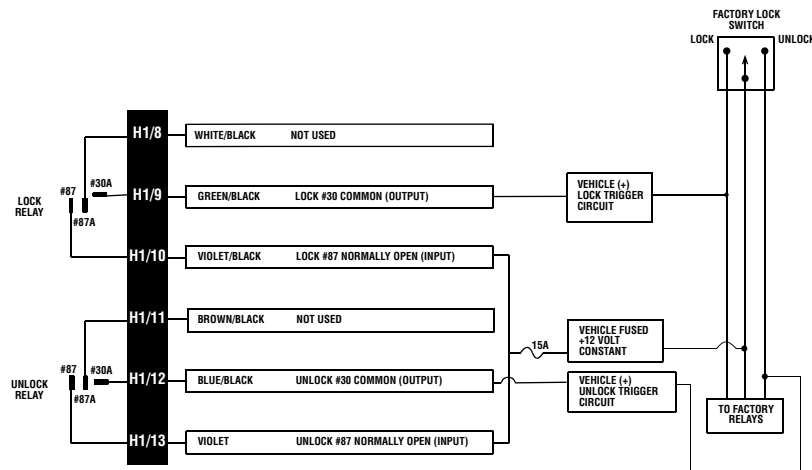 FACTORY LOCK
SWITCH
LOCK
UNLOCK
H1/8
WHITE/BLACK NOT USED
#87
#30A
LOCK
RELAY
#87A
H1/9
GREEN/BLACK LOCK #30 COMMON (OUTPUT)
VEHICLE (+)
LOCK TRIGGER
CIRCUIT
H1/10
VIOLET/BLACK LOCK #87 NORMALLY OPEN (INPUT)
H1/11
BROWN/BLACK NOT USED
15A
VEHICLE FUSED
+12 VOLT
CONSTANT
#87
#30A
UNLOCK
RELAY
#87A
H1/12
BLUE/BLACK UNLOCK #30 COMMON (OUTPUT)
VEHICLE (+)
UNLOCK TRIGGER
CIRCUIT
TO FACTORY
RELAYS
H1/13
VIOLET UNLOCK #87 NORMALLY OPEN (INPUT)